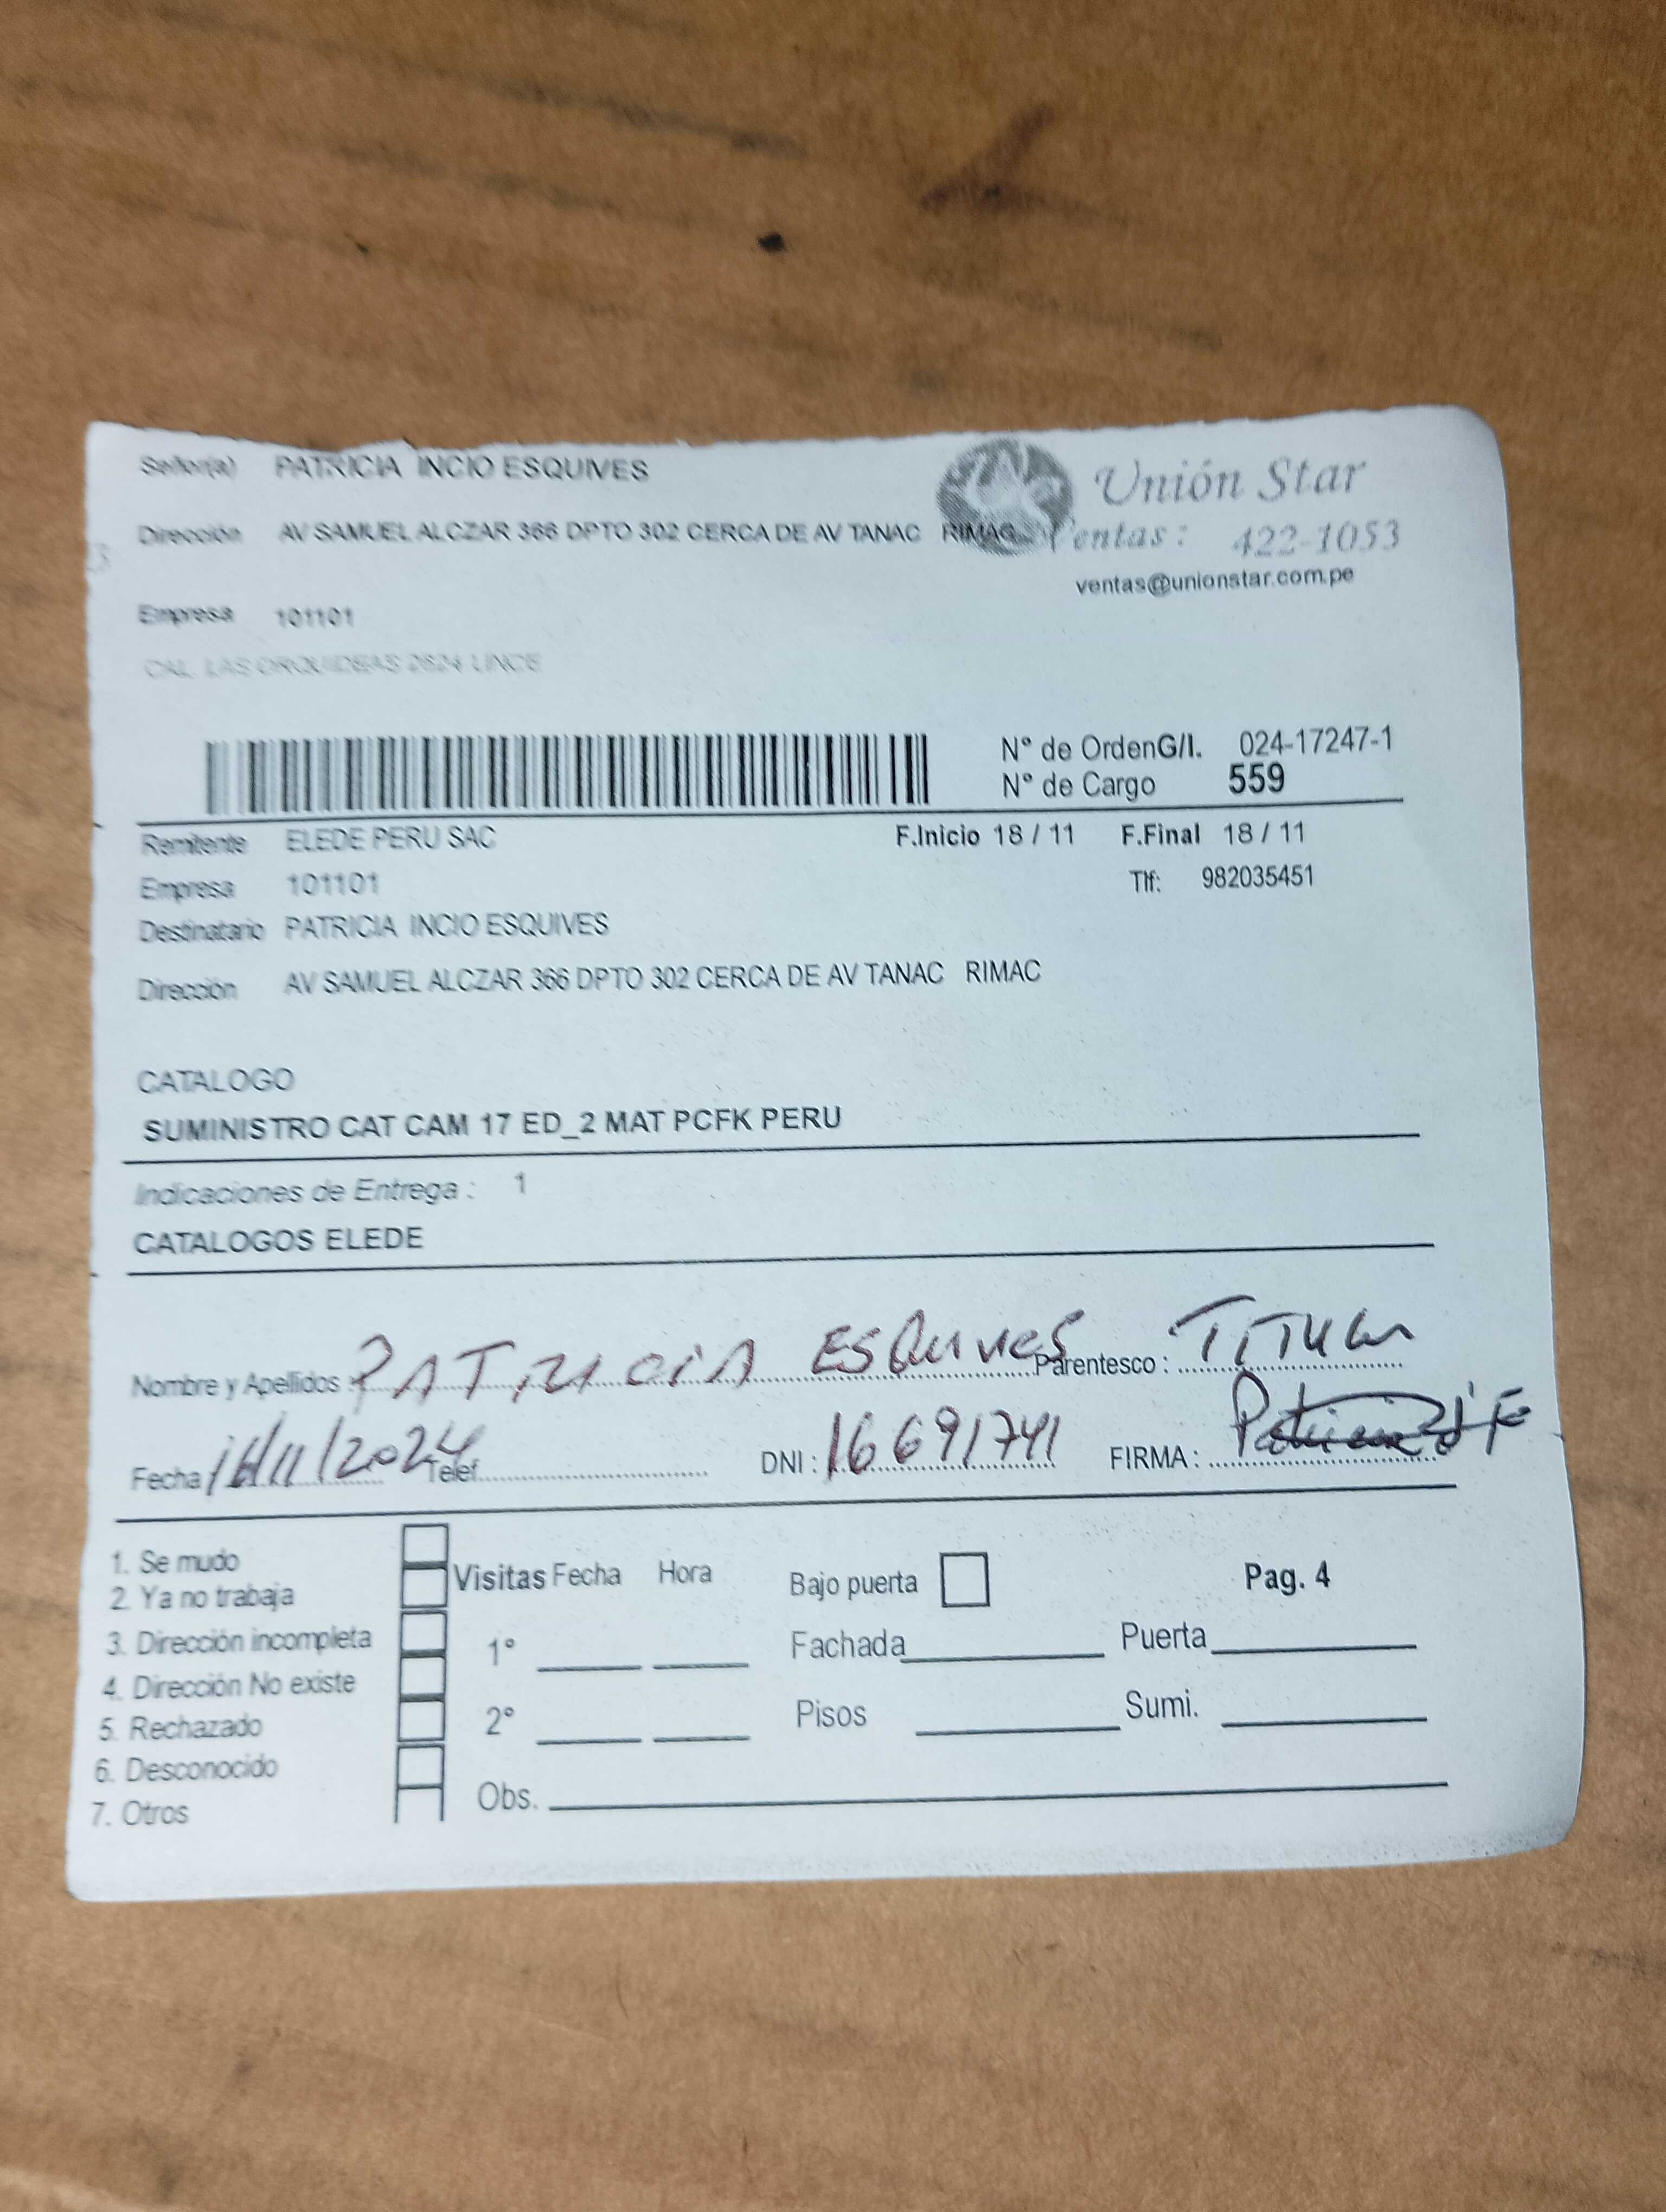 Señor(a) PATRICIA INCIO ESQUIVES
Unión Star
Dirección AV SAMUEL ALCZAR 366 DPTO 302 CERCA DE AV TANAC RIMAC
Ventas: 422-1053
ventas@unionstar.com.pe
Empresa 101101
CAL. LAS ORQUIDEAS 2624 LINCE
N° de OrdenG/I. 024-17247-1
N° de Cargo 559
Remitente ELEDE PERU SAC F.Inicio 18 / 11 F.Final 18 / 11
Empresa 101101 Tlf: 982035451
Destinatario PATRICIA INCIO ESQUIVES
Dirección AV SAMUEL ALCZAR 366 DPTO 302 CERCA DE AV TANAC RIMAC
CATALOGO
SUMINISTRO CAT CAM 17 ED_2 MAT PCFK PERU
Indicaciones de Entrega : 1
CATALOGOS ELEDE
Nombre y Apellidos : PATRICIA ESQUIVES Parentesco : TITULAR
Fecha /11/2024 Telef. DNI : 16691741 FIRMA : Patricia
1. Se mudo
2. Ya no trabaja
3. Dirección incompleta
4. Dirección No existe
5. Rechazado
6. Desconocido
7. Otros
Visitas Fecha Hora Bajo puerta Pag. 4
1° Fachada Puerta
2° Pisos Sumi.
Obs.